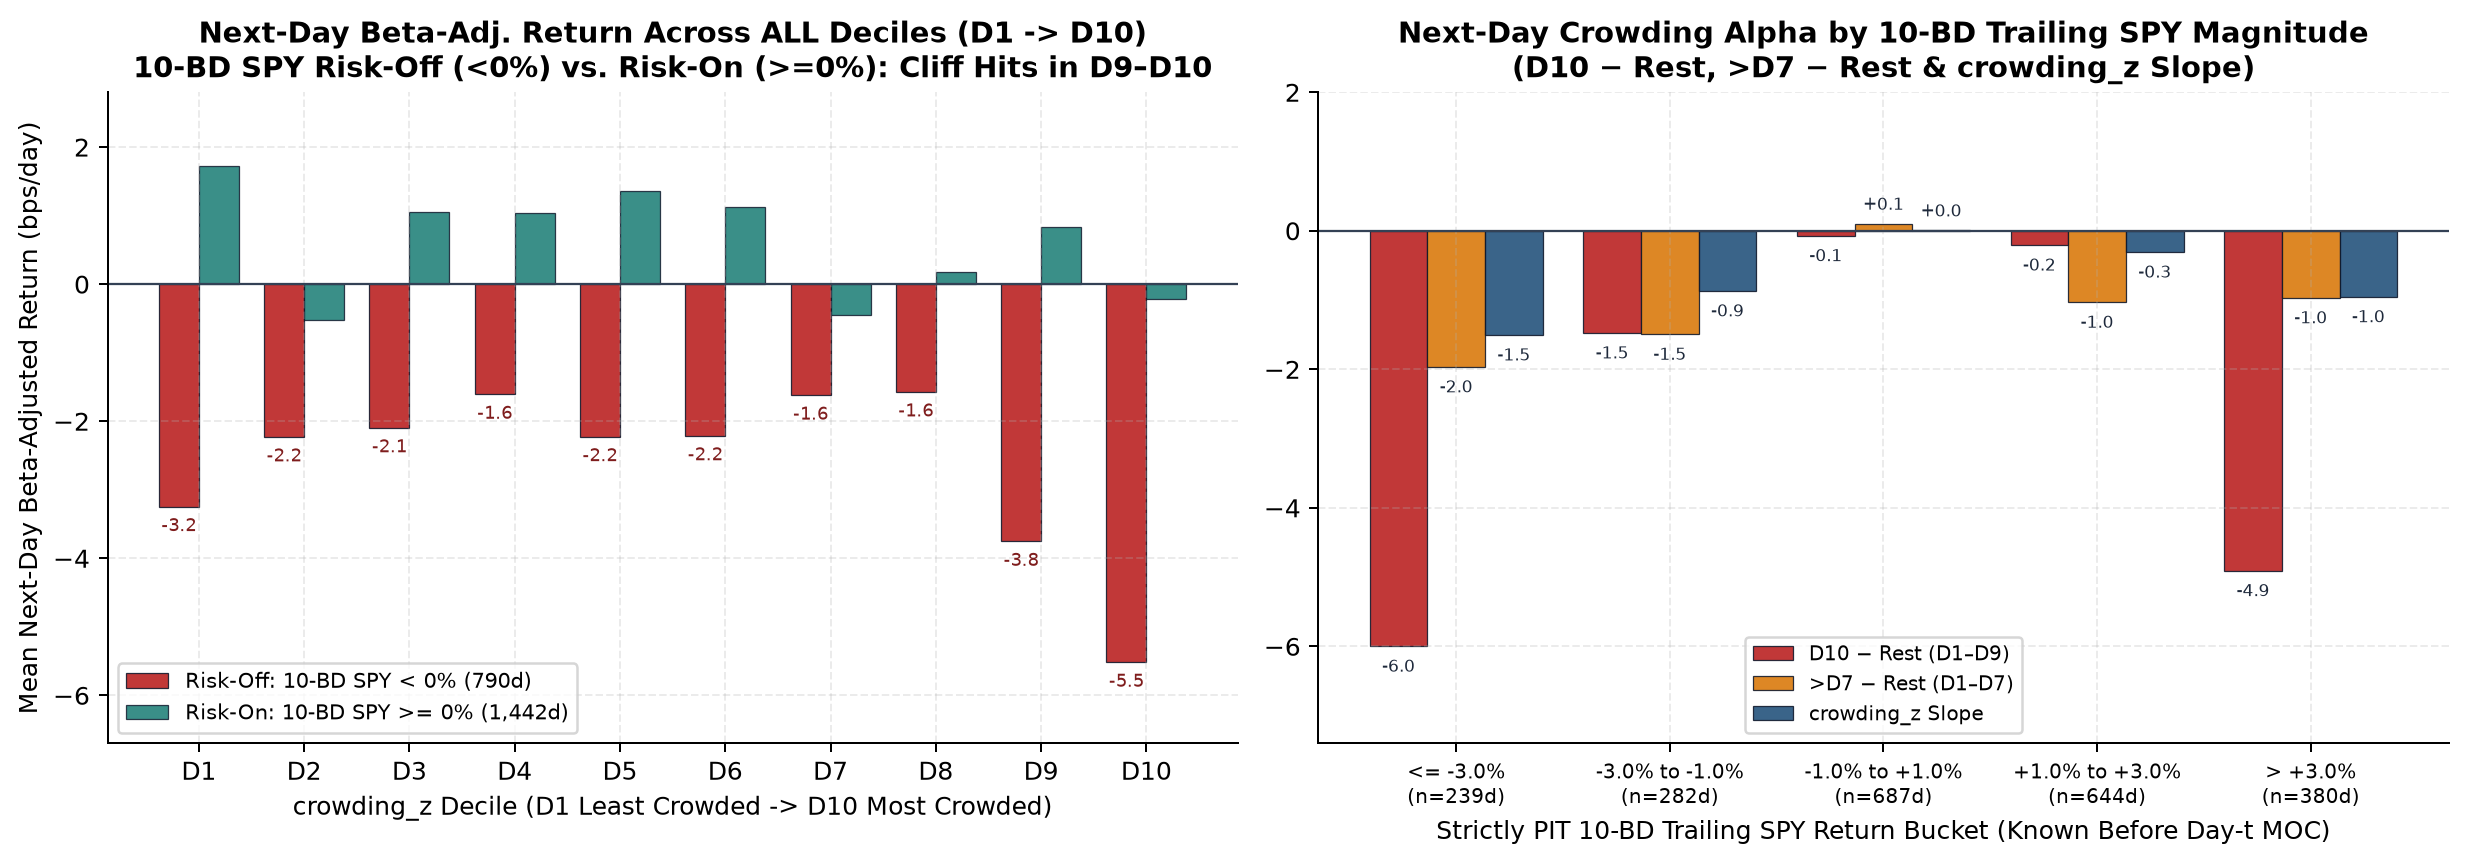 Next-Day Beta-Adj. Return Across ALL Deciles (D1 -> D10)
10-BD SPY Risk-Off (<0%) vs. Risk-On (>=0%): Cliff Hits in D9–D10
Mean Next-Day Beta-Adjusted Return (bps/day)
2
0
−2
−4
−6
-3.2
-2.2
-2.1
-1.6
-2.2
-2.2
-1.6
-1.6
-3.8
-5.5
Risk-Off: 10-BD SPY < 0% (790d)
Risk-On: 10-BD SPY >= 0% (1,442d)
D1 D2 D3 D4 D5 D6 D7 D8 D9 D10
crowding_z Decile (D1 Least Crowded -> D10 Most Crowded)
Next-Day Crowding Alpha by 10-BD Trailing SPY Magnitude
(D10 − Rest, >D7 − Rest & crowding_z Slope)
2
0
−2
−4
−6
-6.0
-2.0
-1.5
-1.5
-1.5
-0.9
-0.1
+0.1
+0.0
-0.2
-1.0
-0.3
-4.9
-1.0
-1.0
D10 − Rest (D1–D9)
>D7 − Rest (D1–D7)
crowding_z Slope
<= -3.0% -3.0% to -1.0% -1.0% to +1.0% +1.0% to +3.0% > +3.0%
(n=239d) (n=282d) (n=687d) (n=644d) (n=380d)
Strictly PIT 10-BD Trailing SPY Return Bucket (Known Before Day-t MOC)